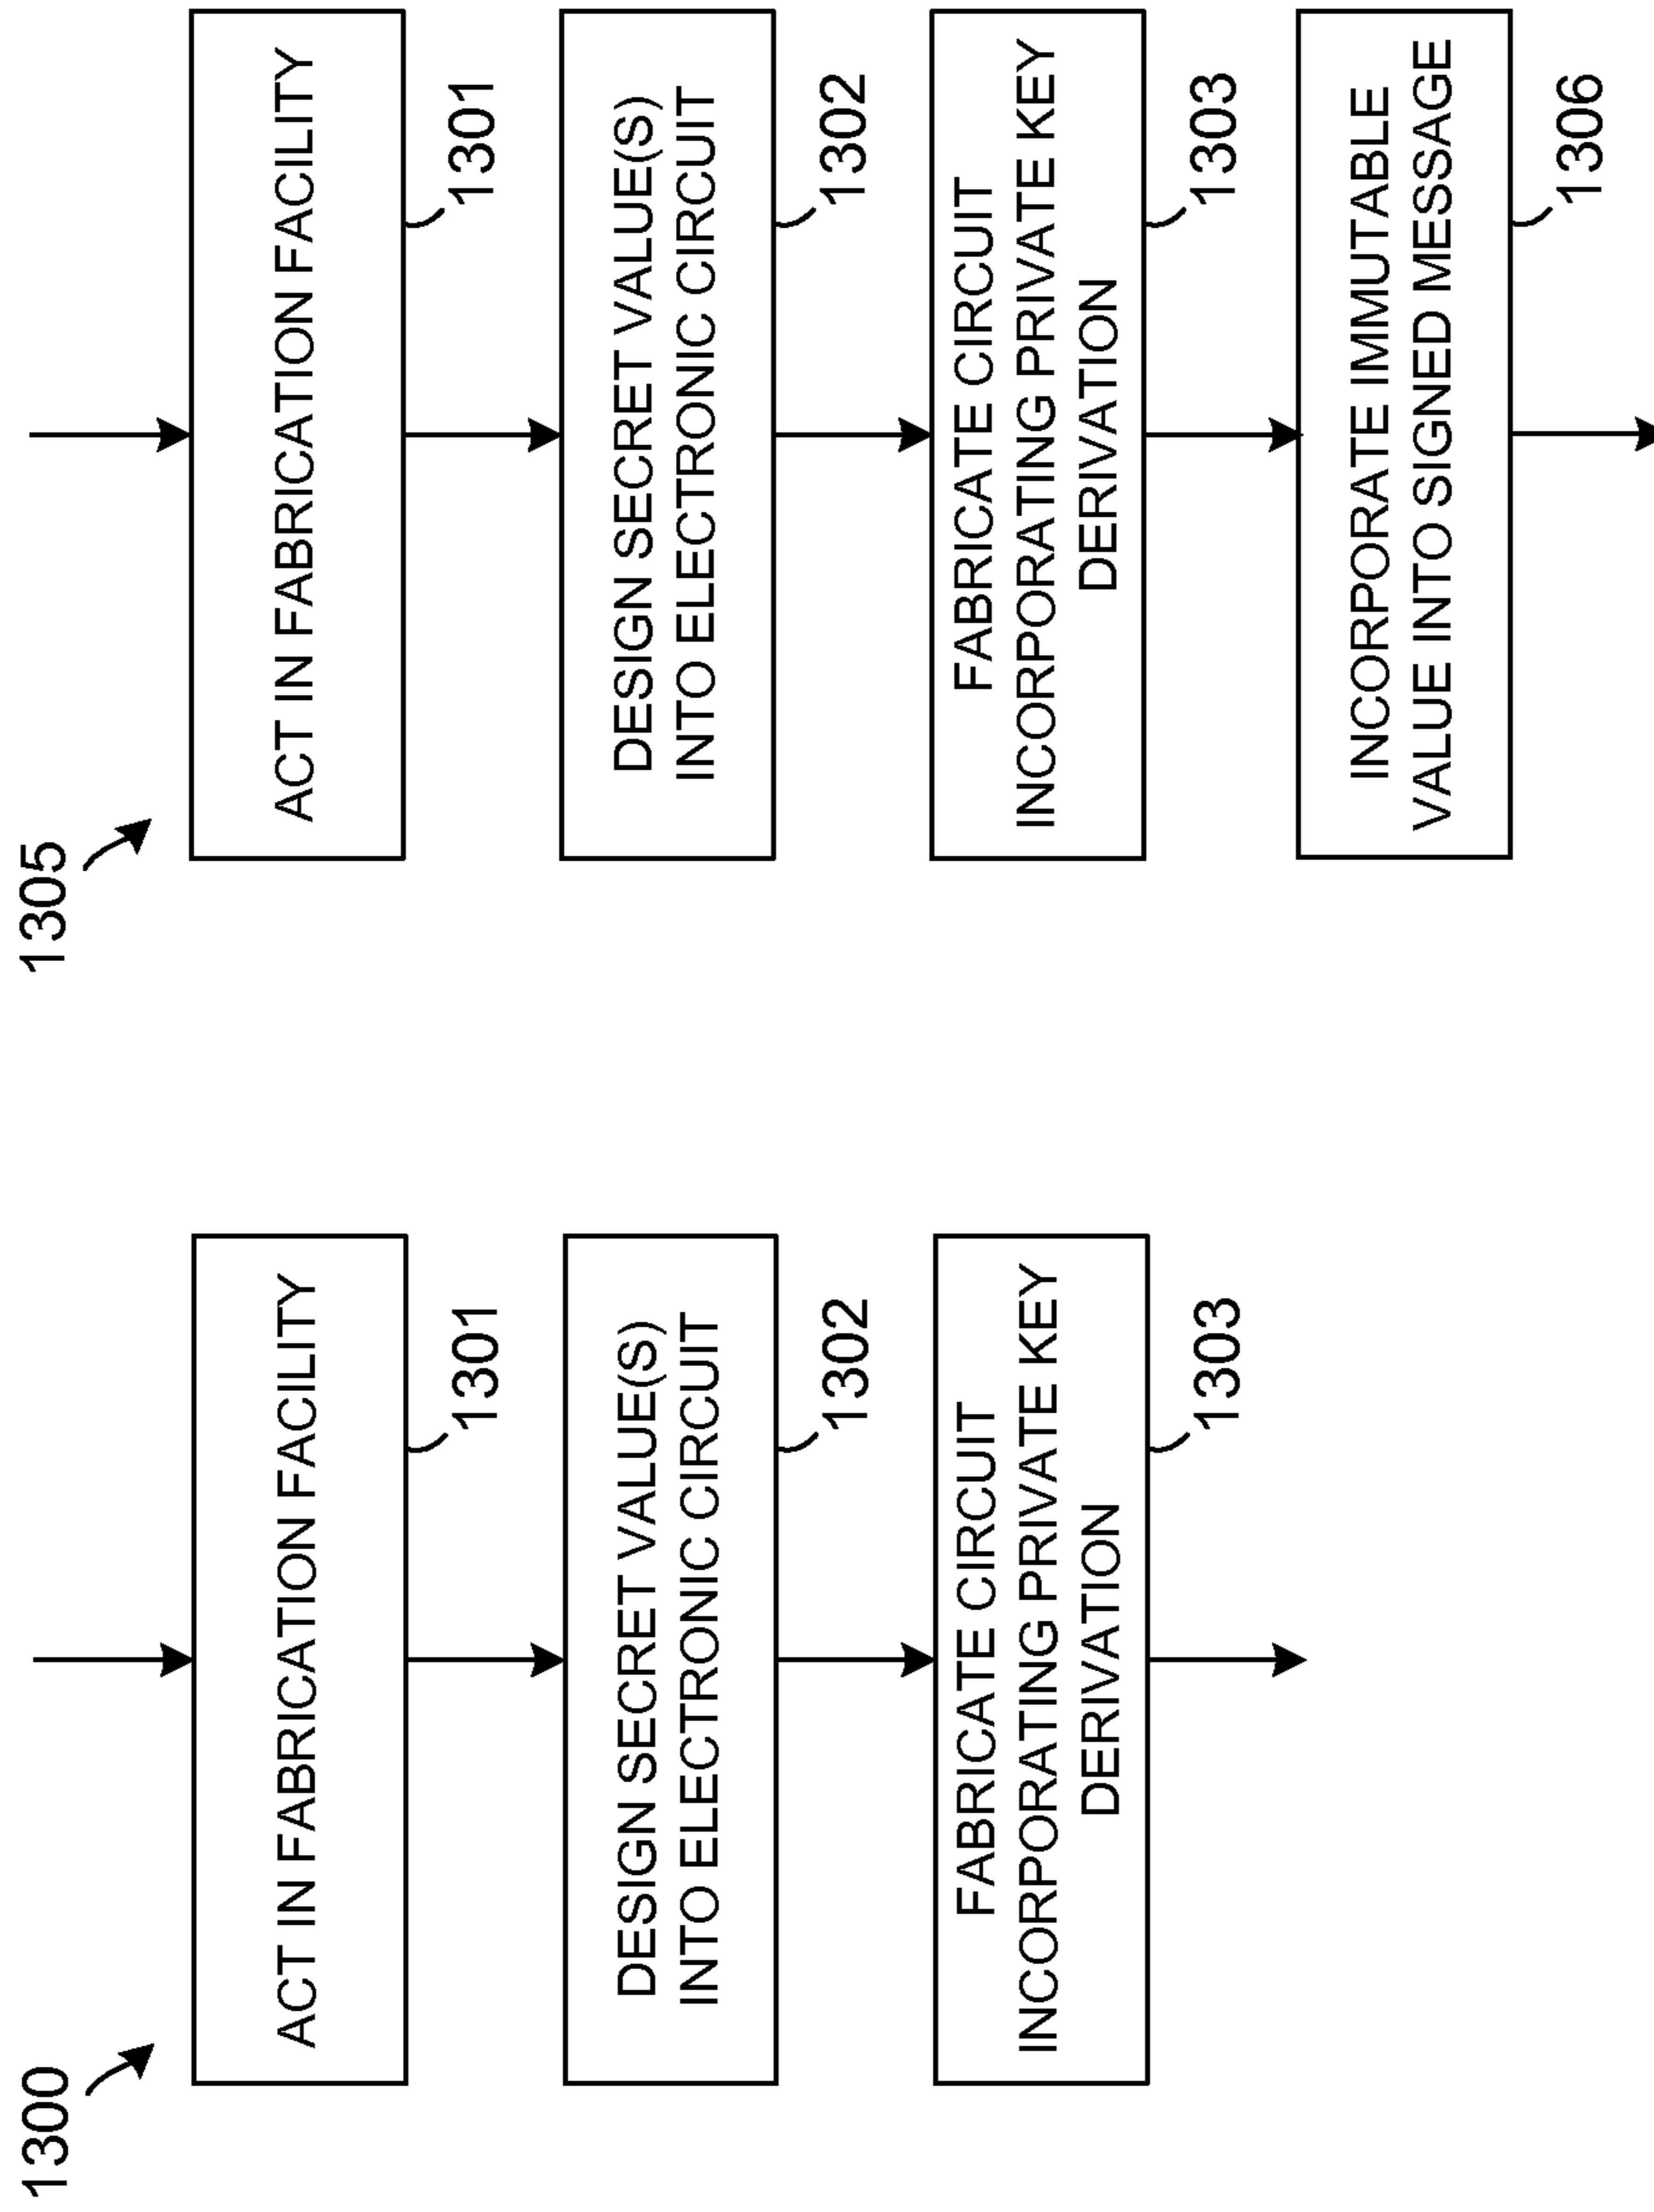 1300
ACT IN FABRICATION FACILITY
1301
DESIGN SECRET VALUE(S)
INTO ELECTRONIC CIRCUIT
1302
FABRICATE CIRCUIT
INCORPORATING PRIVATE KEY
DERIVATION
1303
1305
ACT IN FABRICATION FACILITY
1301
DESIGN SECRET VALUE(S)
INTO ELECTRONIC CIRCUIT
1302
FABRICATE CIRCUIT
INCORPORATING PRIVATE KEY
DERIVATION
1303
INCORPORATE IMMUTABLE
VALUE INTO SIGNED MESSAGE
1306